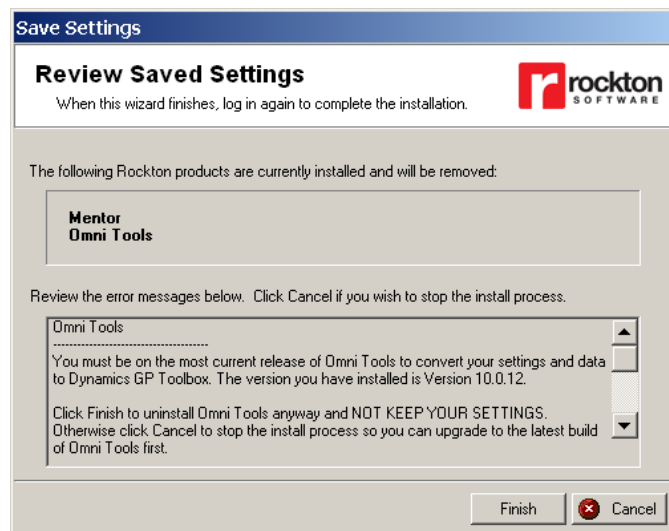 Save Settings
Review Saved Settings
When this wizard finishes, log in again to complete the installation.
rockton
SOFTWARE
The following Rockton products are currently installed and will be removed:
Mentor
Omni Tools
Review the error messages below.  Click Cancel if you wish to stop the install process.
Omni Tools
----------------------------------------
You must be on the most current release of Omni Tools to convert your settings and data
to Dynamics GP Toolbox. The version you have installed is Version 10.0.12.
Click Finish to uninstall Omni Tools anyway and NOT KEEP YOUR SETTINGS.
Otherwise click Cancel to stop the install process so you can upgrade to the latest build
of Omni Tools first.
Finish
Cancel